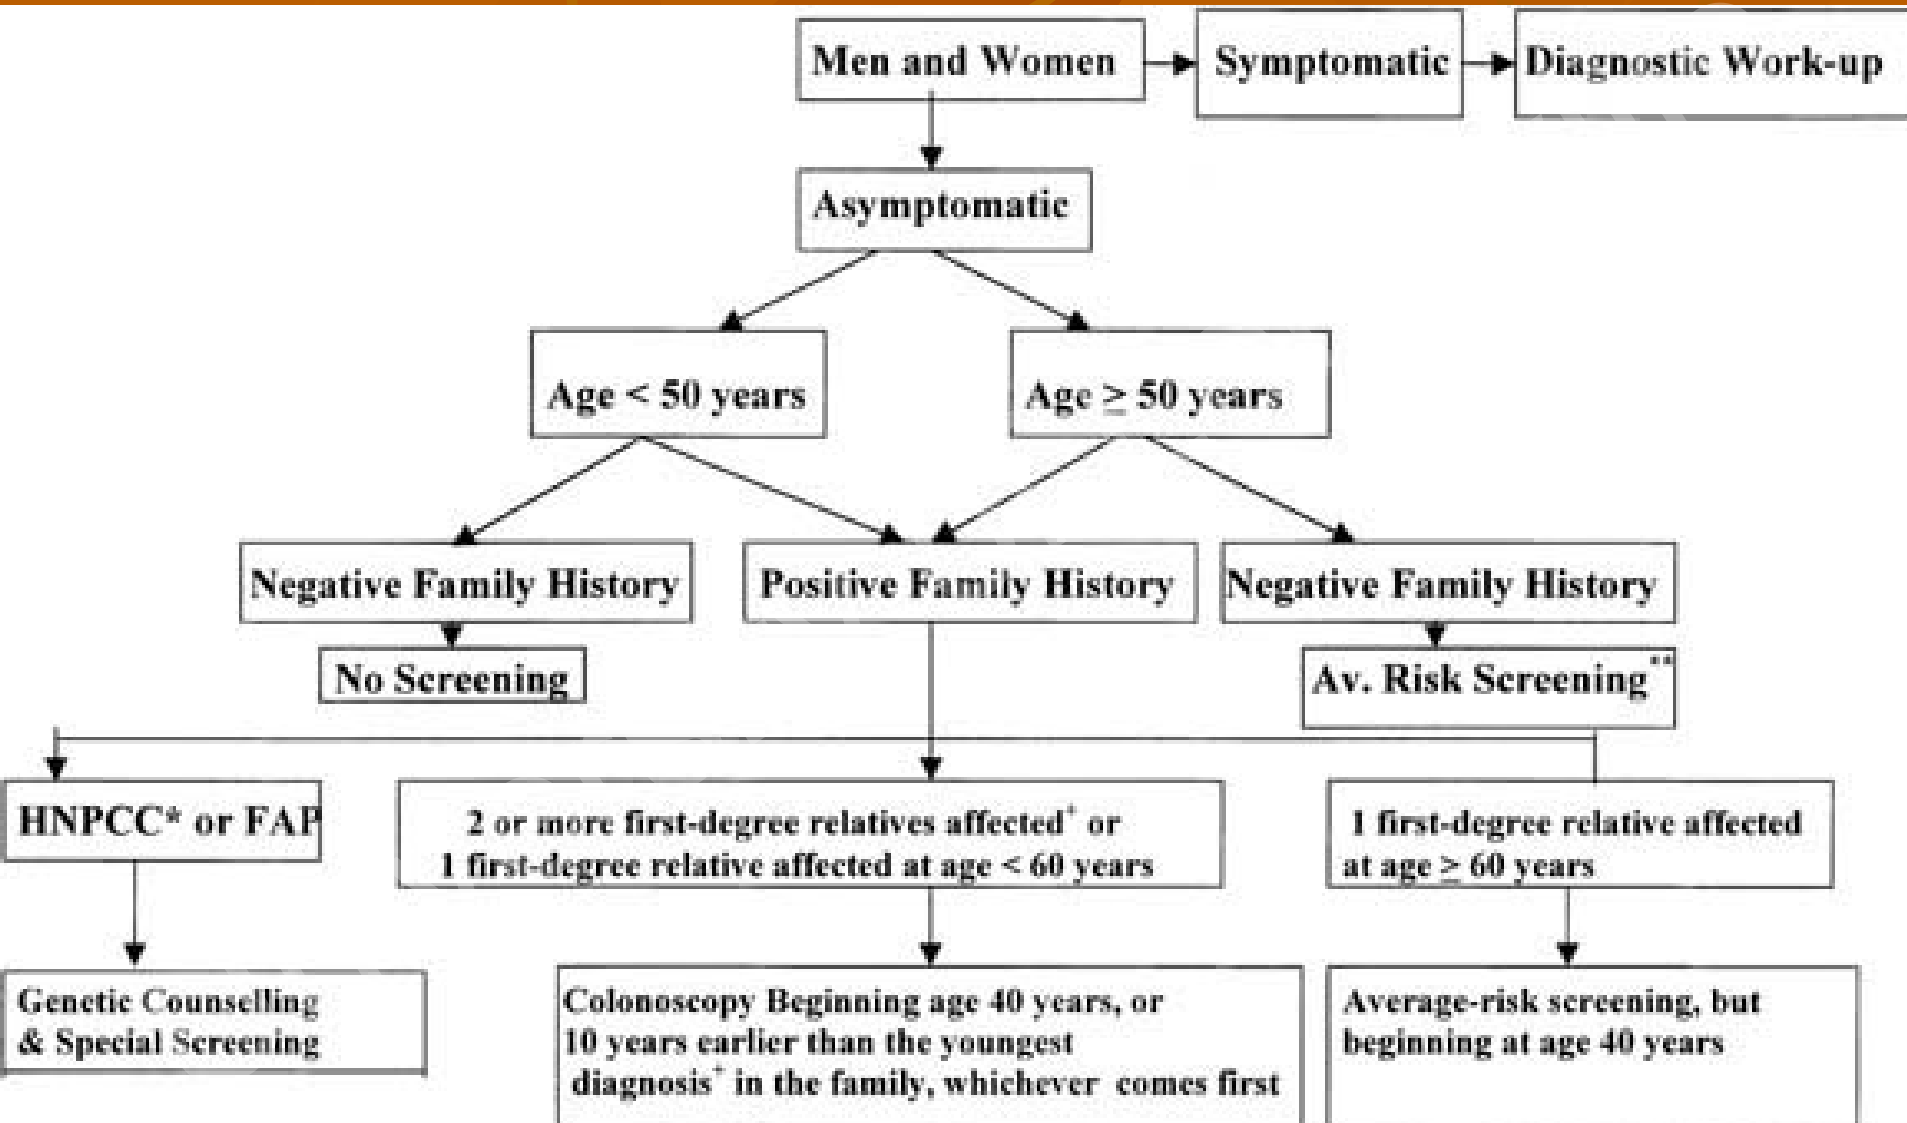 Men and Women
Symptomatic
Diagnostic Work-up
Asymptomatic
Age < 50 years
Age ≥ 50 years
Negative Family History
Positive Family History
Negative Family History
No Screening
Av. Risk Screening**
HNPCC* or FAP
2 or more first-degree relatives affected+ or
1 first-degree relative affected at age < 60 years
1 first-degree relative affected
at age ≥ 60 years
Genetic Counselling
& Special Screening
Colonoscopy Beginning age 40 years, or
10 years earlier than the youngest
diagnosis+ in the family, whichever comes first
Average-risk screening, but
beginning at age 40 years